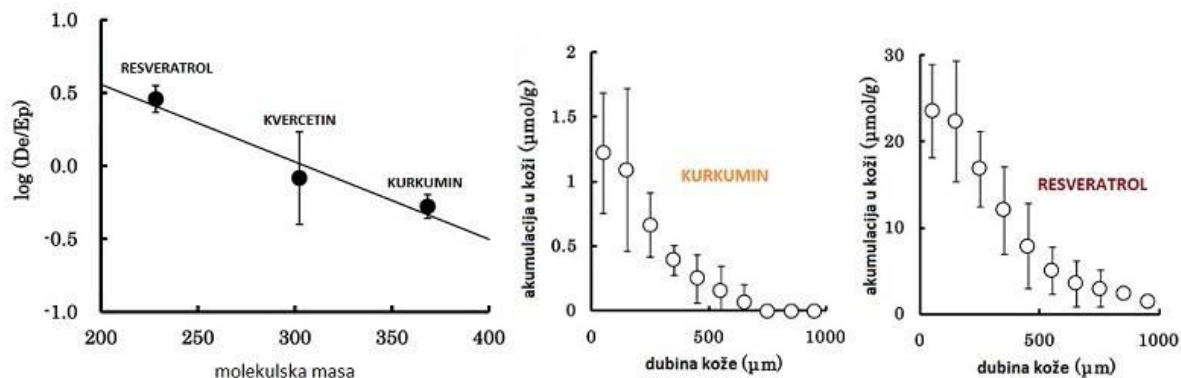 1.0
0.5
0.0
-0.5
-1.0
log (De/Ep)
RESVERATROL
KVERCETIN
KURKUMIN
200
250
300
350
400
molekulska masa
2
1.5
1
0.5
0
akumulacija u koži (µmol/g)
KURKUMIN
0
500
1000
dubina kože (µm)
30
20
10
0
akumulacija u koži (µmol/g)
RESVERATROL
0
500
1000
dubina kože (µm)